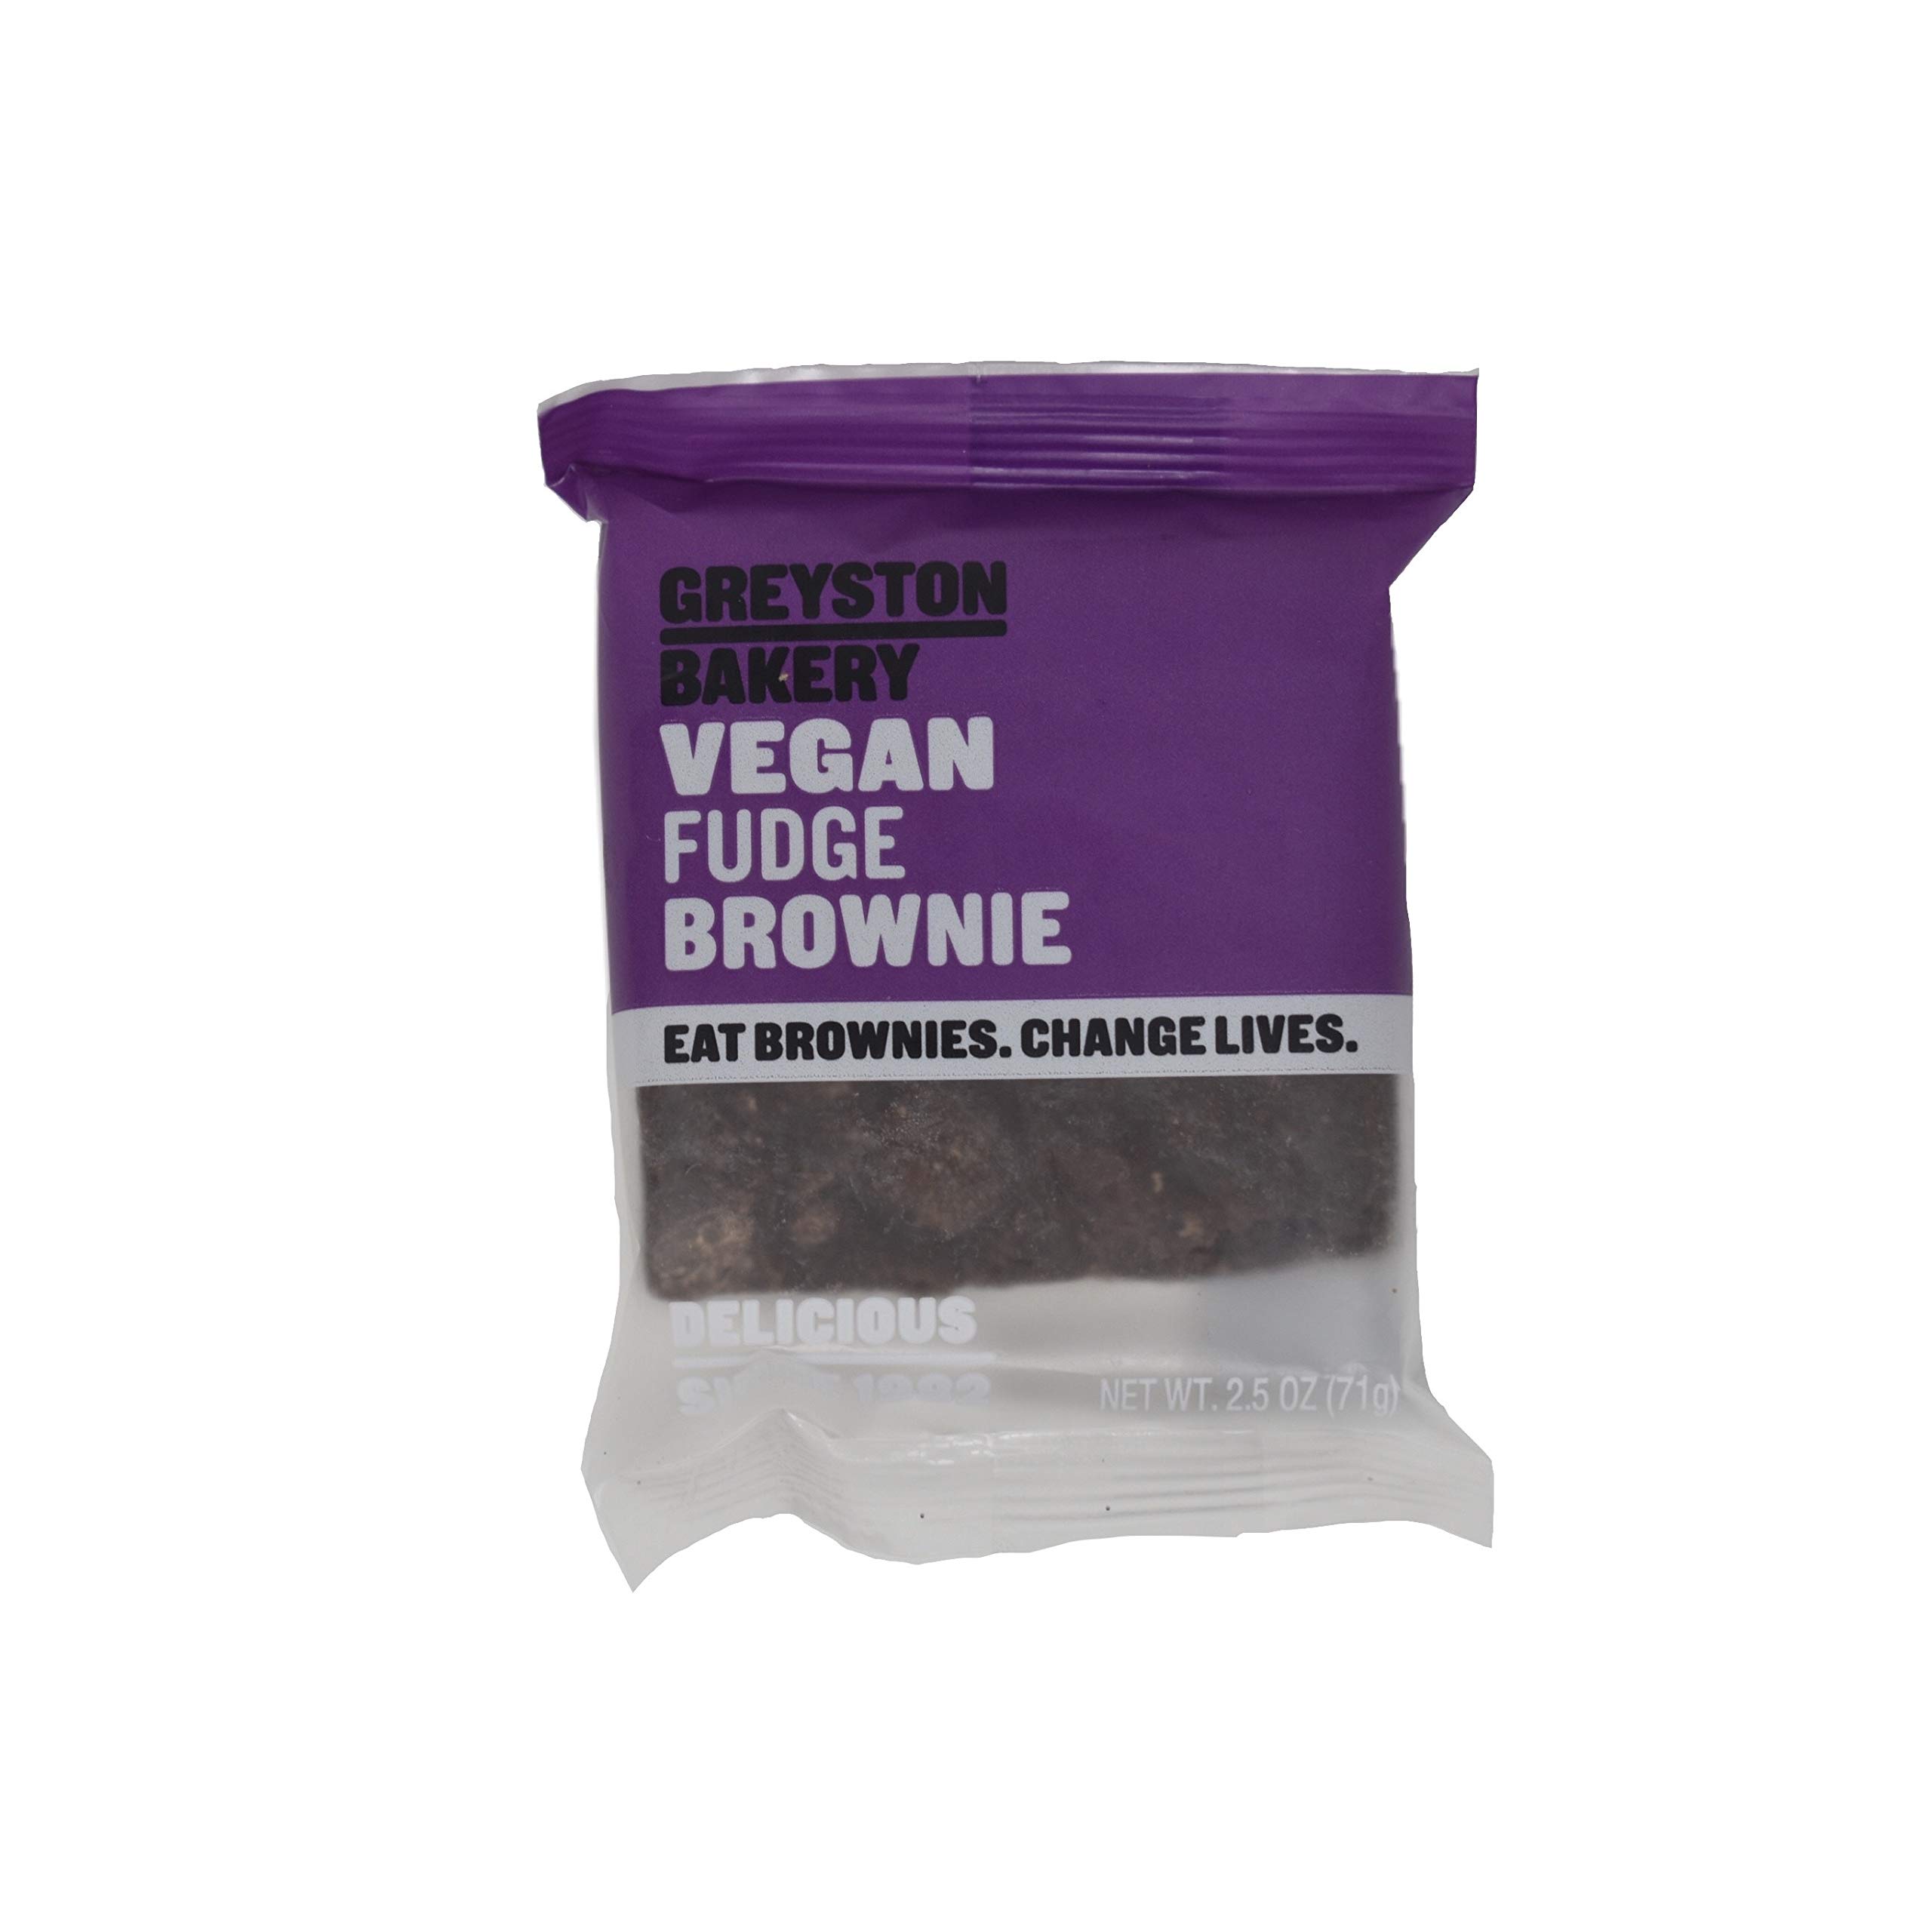 GREYSTON
BAKERY
VEGAN
FUDGE
BROWNIE
EAT BROWNIES. CHANGE LIVES.
DELICIOUS
NET WT. 2.5 OZ (71g)